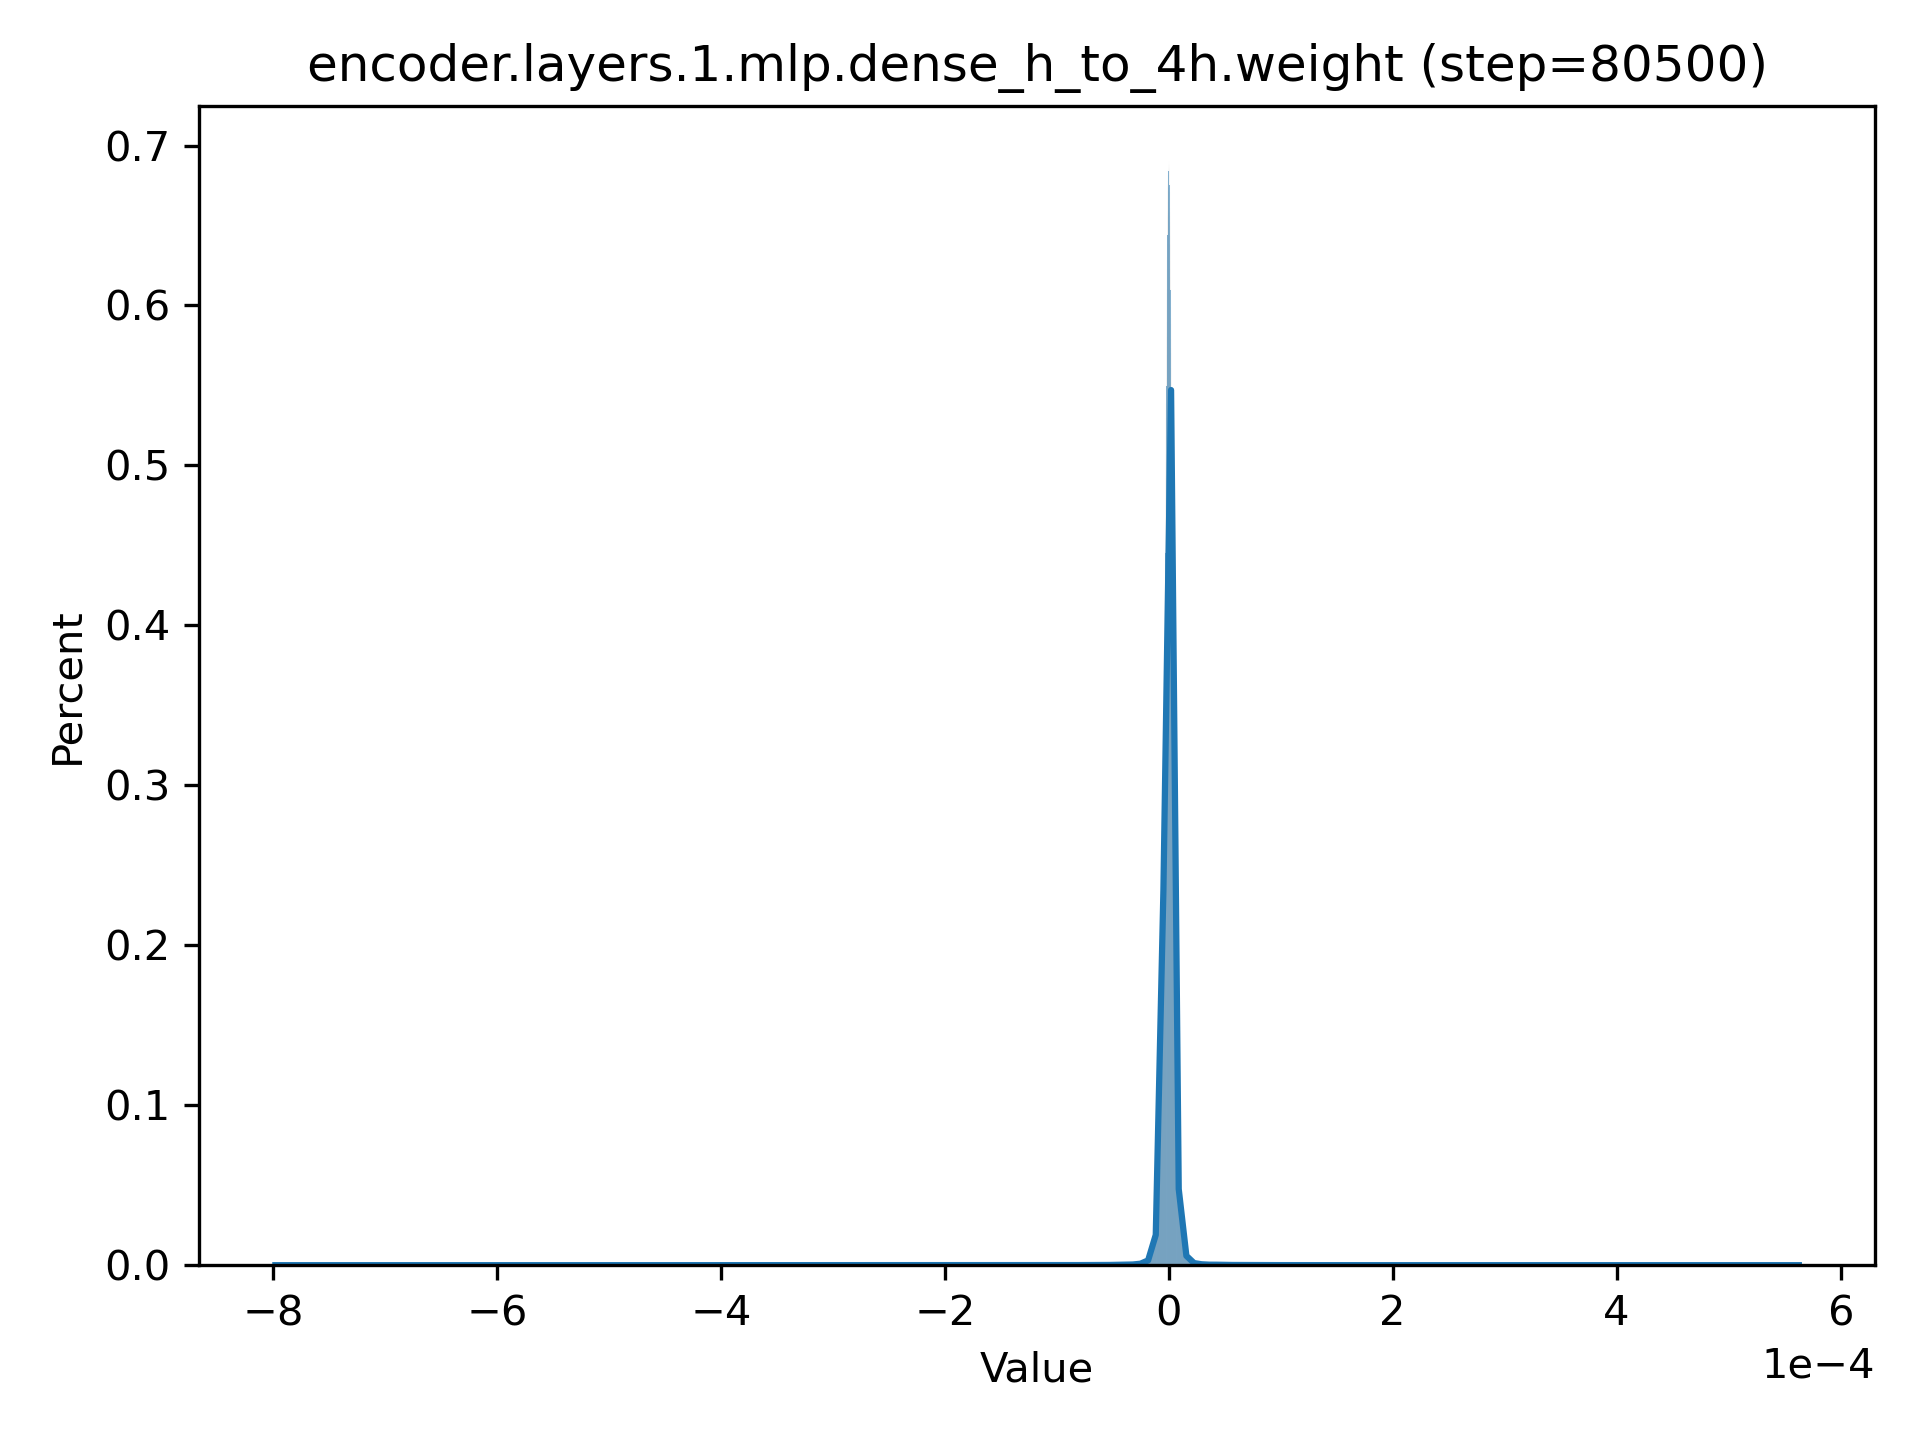 encoder.layers.1.mlp.dense_h_to_4h.weight (step=80500)
0.7
0.6
0.5
0.4
0.3
0.2
0.1
0.0
Percent
−8 −6 −4 −2 0 2 4 6
1e−4
Value